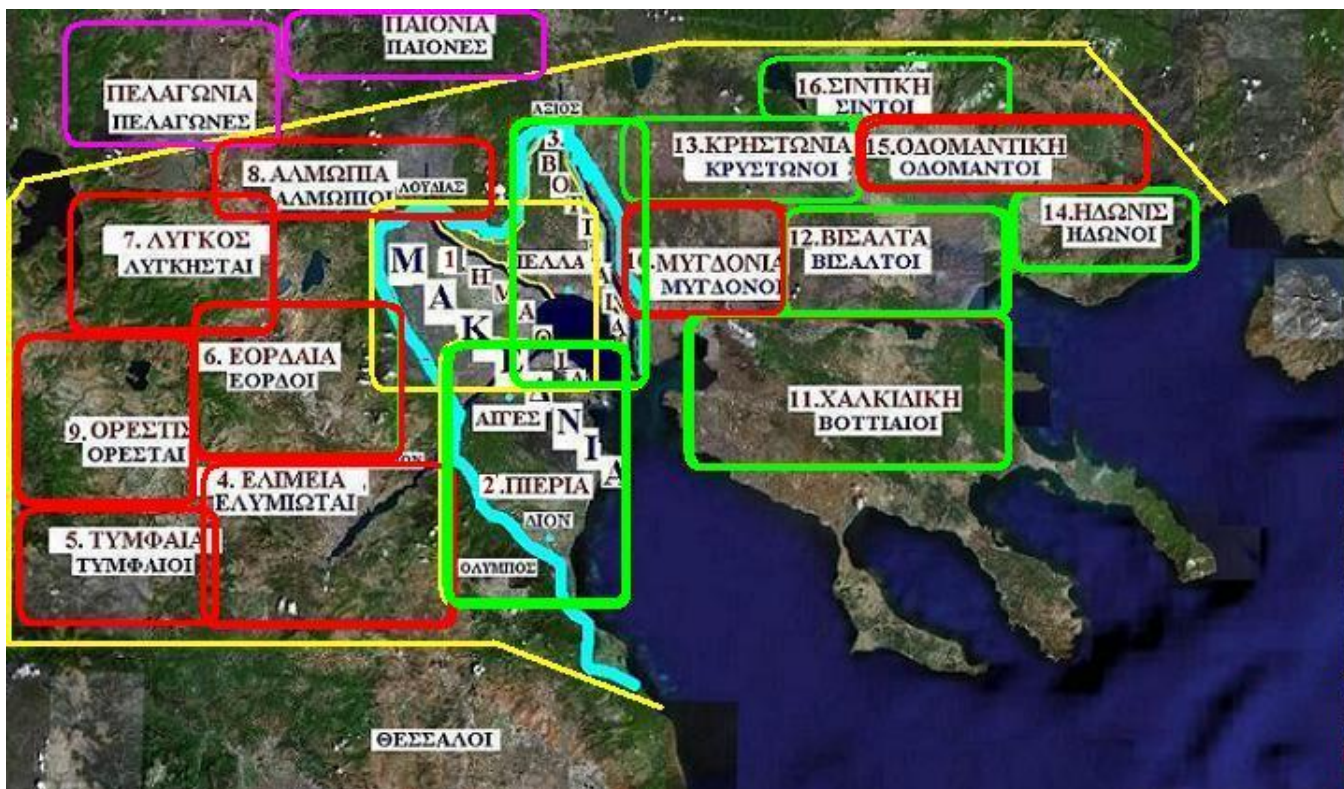 ΠΑΙΟΝΙΑ
ΠΑΙΟΝΕΣ
ΠΕΛΑΓΩΝΙΑ
ΠΕΛΑΓΩΝΕΣ
16.ΣΙΝΤΙΚΗ
ΣΙΝΤΟΙ
ΑΞΙΟΣ
13.ΚΡΗΣΤΩΝΙΑ
ΚΡΥΣΤΩΝΟΙ
15.ΟΔΟΜΑΝΤΙΚΗ
ΟΔΟΜΑΝΤΟΙ
8. ΑΛΜΩΠΙΑ
ΑΛΜΩΠΙΟΙ
ΛΟΥΔΙΑΣ
7. ΛΥΓΚΟΣ
ΛΥΓΚΗΣΤΑΙ
14.ΗΔΩΝΙΣ
ΗΔΩΝΟΙ
12.ΒΙΣΑΛΤΑ
ΒΙΣΑΛΤΟΙ
ΜΥΓΔΟΝΙΑ
ΜΥΓΔΟΝΟΙ
6. ΕΟΡΔΑΙΑ
ΕΟΡΔΟΙ
11.ΧΑΛΚΙΔΙΚΗ
ΒΟΤΤΙΑΙΟΙ
ΑΙΓΕΣ
9. ΟΡΕΣΤΙΣ
ΟΡΕΣΤΑΙ
4. ΕΛΙΜΕΙΑ
ΕΛΥΜΙΩΤΑΙ
2.ΠΙΕΡΙΑ
ΔΙΟΝ
5. ΤΥΜΦΑΙΑ
ΤΥΜΦΑΙΟΙ
ΟΛΥΜΠΟΣ
ΘΕΣΣΑΛΟΙ